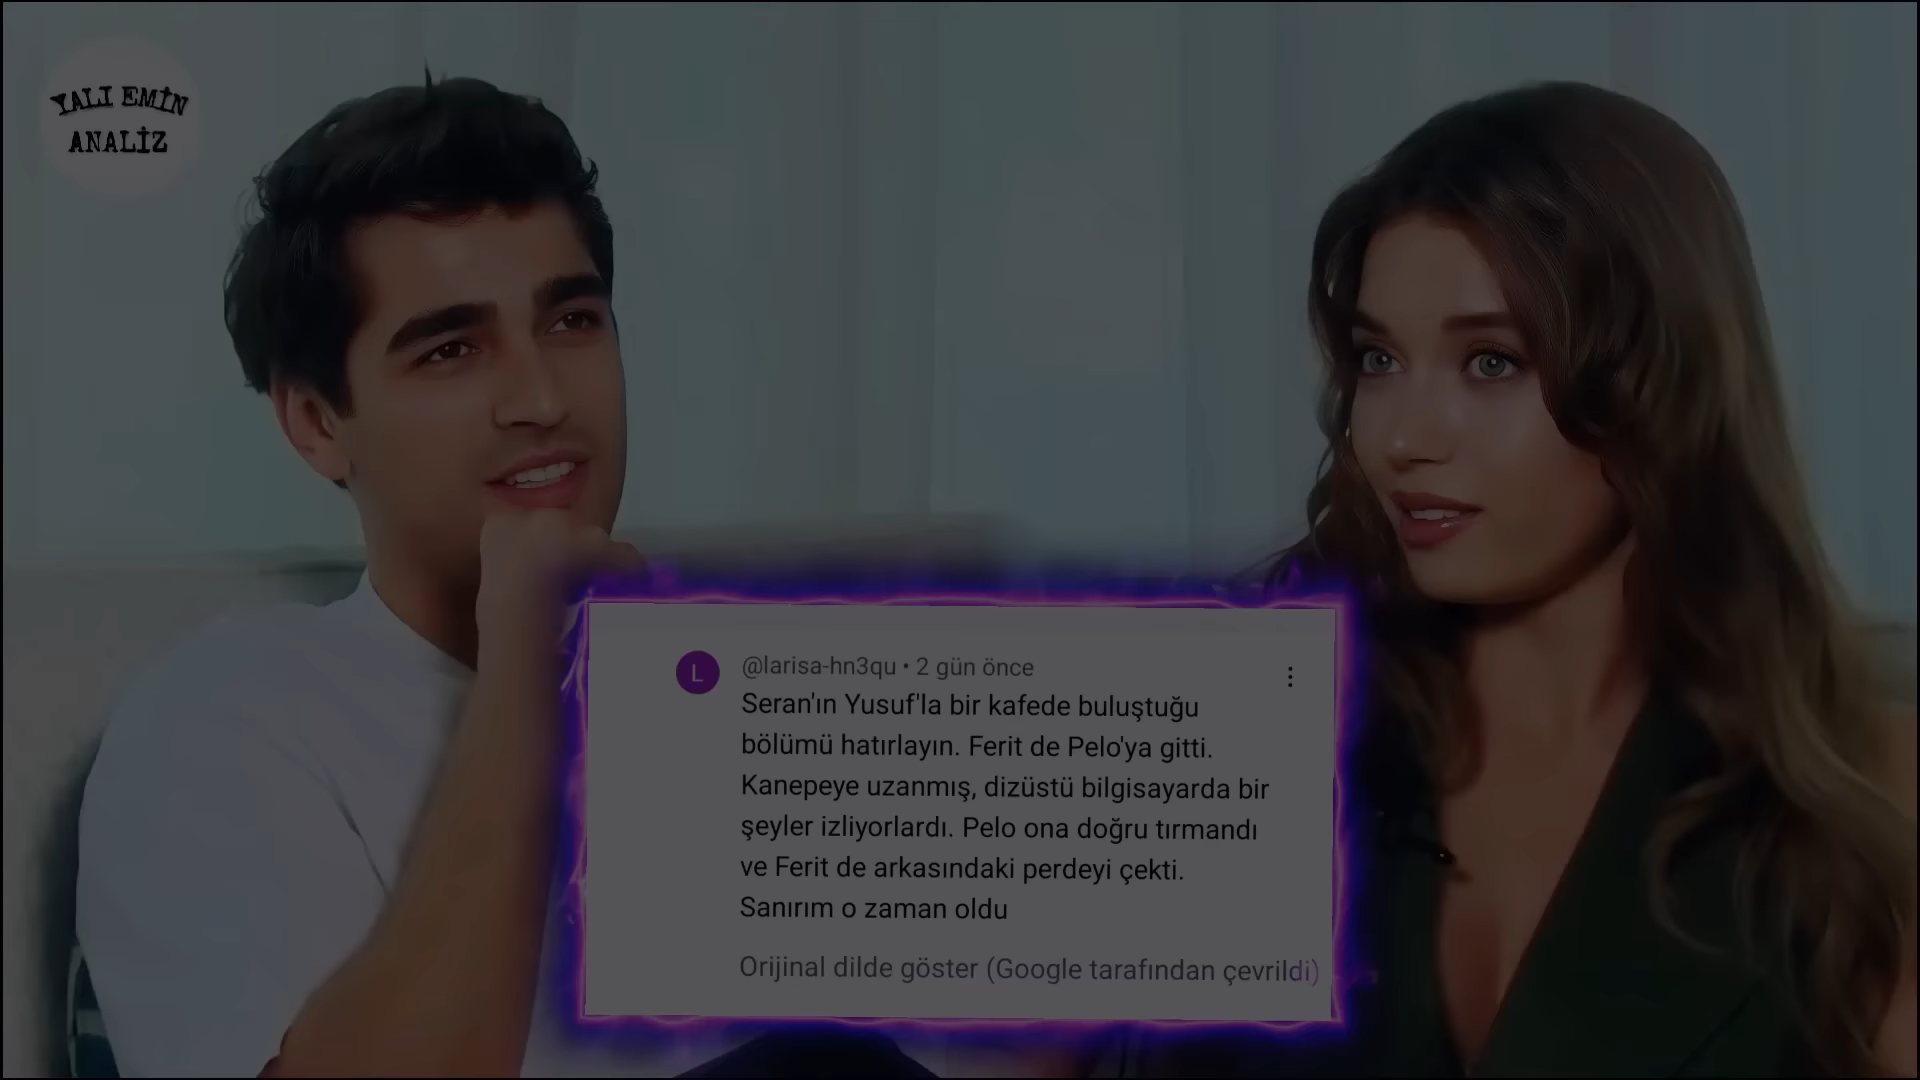 YALI EMİN
ANALİZ
L
@larisa-hn3qu • 2 gün önce
Seran'ın Yusuf'la bir kafede buluştuğu
bölümü hatırlayın. Ferit de Pelo'ya gitti.
Kanepeye uzanmış, dizüstü bilgisayarda bir
şeyler izliyorlardı. Pelo ona doğru tırmandı
ve Ferit de arkasındaki perdeyi çekti.
Sanırım o zaman oldu
Orijinal dilde göster (Google tarafından çevrildi)